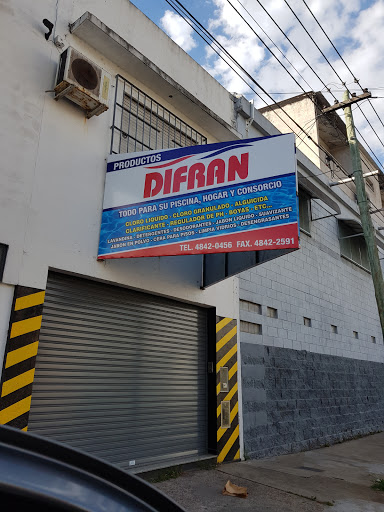 PRODUCTOS
DIFRAN
TODO PARA SU PISCINA, HOGAR Y CONSORCIO
CLORO LIQUIDO - CLORO GRANULADO - ALGUICIDA
CLARIFICANTE - REGULADOR DE PH - BOYAS - ETC...
LAVANDINA - DETERGENTES - DESODORANTES - JABON LIQUIDO - SUAVIZANTE
JABON EN POLVO - CERA PARA PISOS - LIMPIA VIDRIOS - DESENGRASANTES
TEL. 4842-0456 FAX. 4842-2591